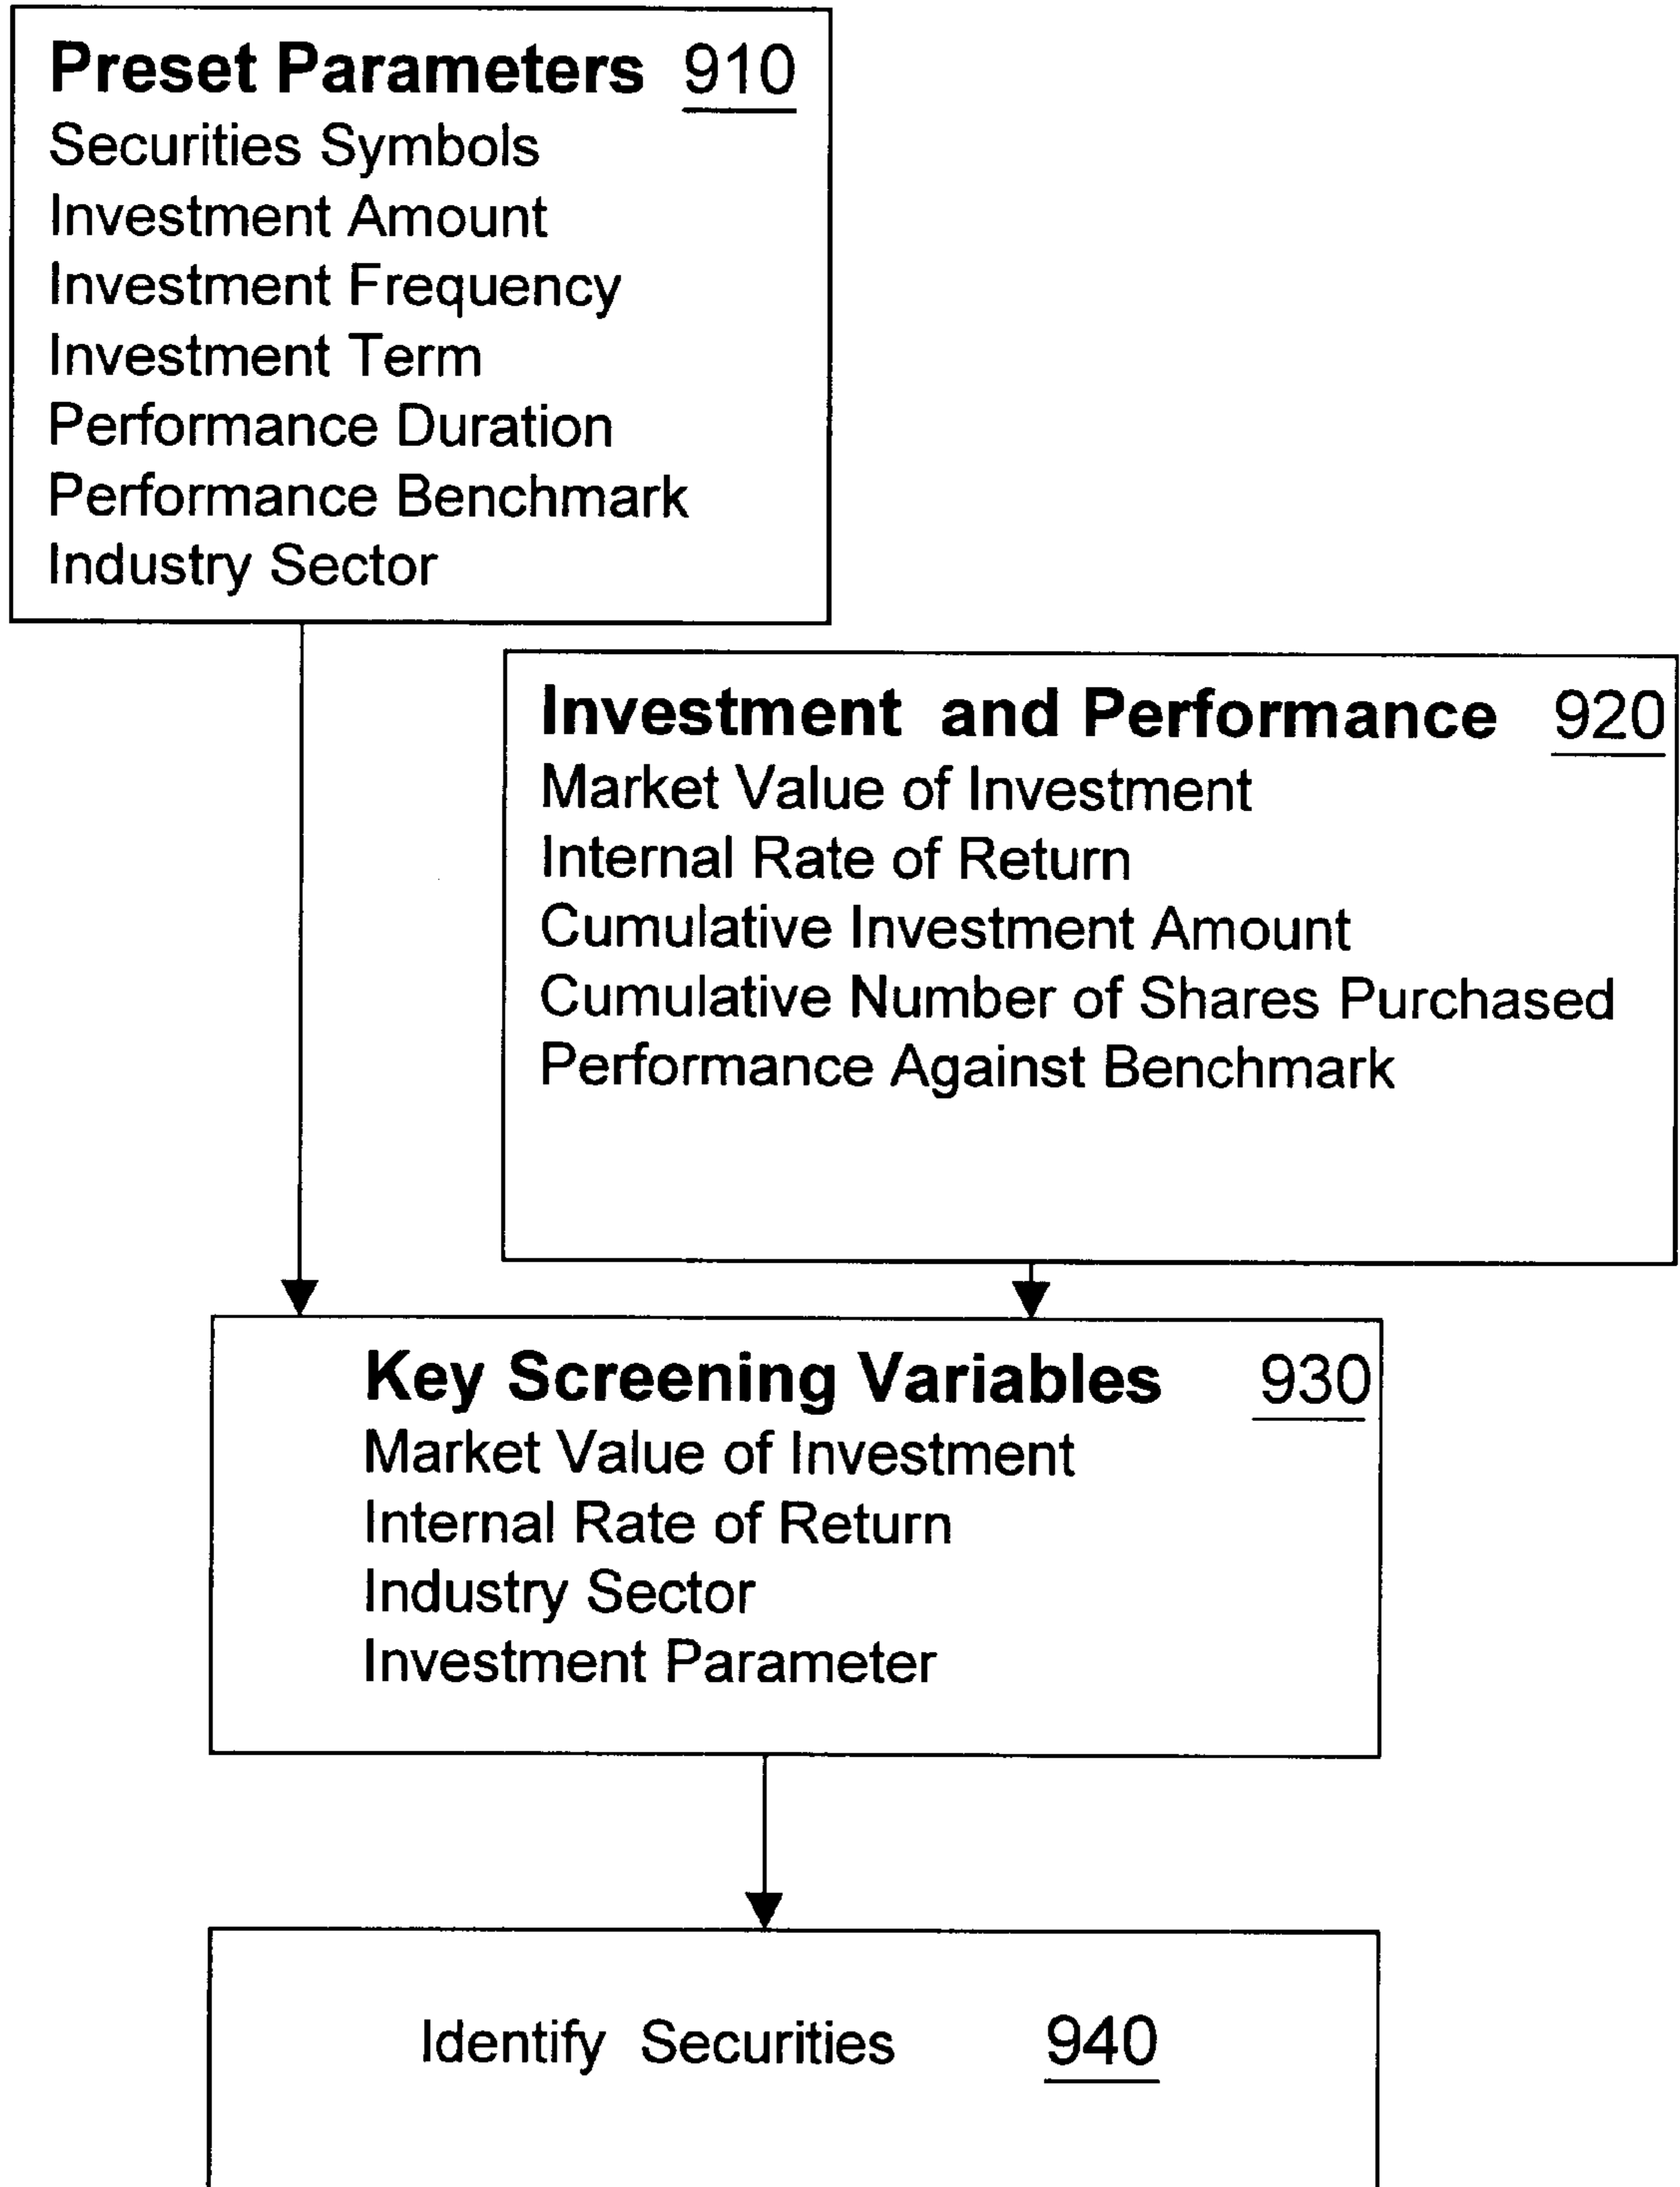 Preset Parameters 910
Securities Symbols
Investment Amount
Investment Frequency
Investment Term
Performance Duration
Performance Benchmark
Industry Sector
Investment and Performance 920
Market Value of Investment
Internal Rate of Return
Cumulative Investment Amount
Cumulative Number of Shares Purchased
Performance Against Benchmark
Key Screening Variables 930
Market Value of Investment
Internal Rate of Return
Industry Sector
Investment Parameter
Identify Securities 940